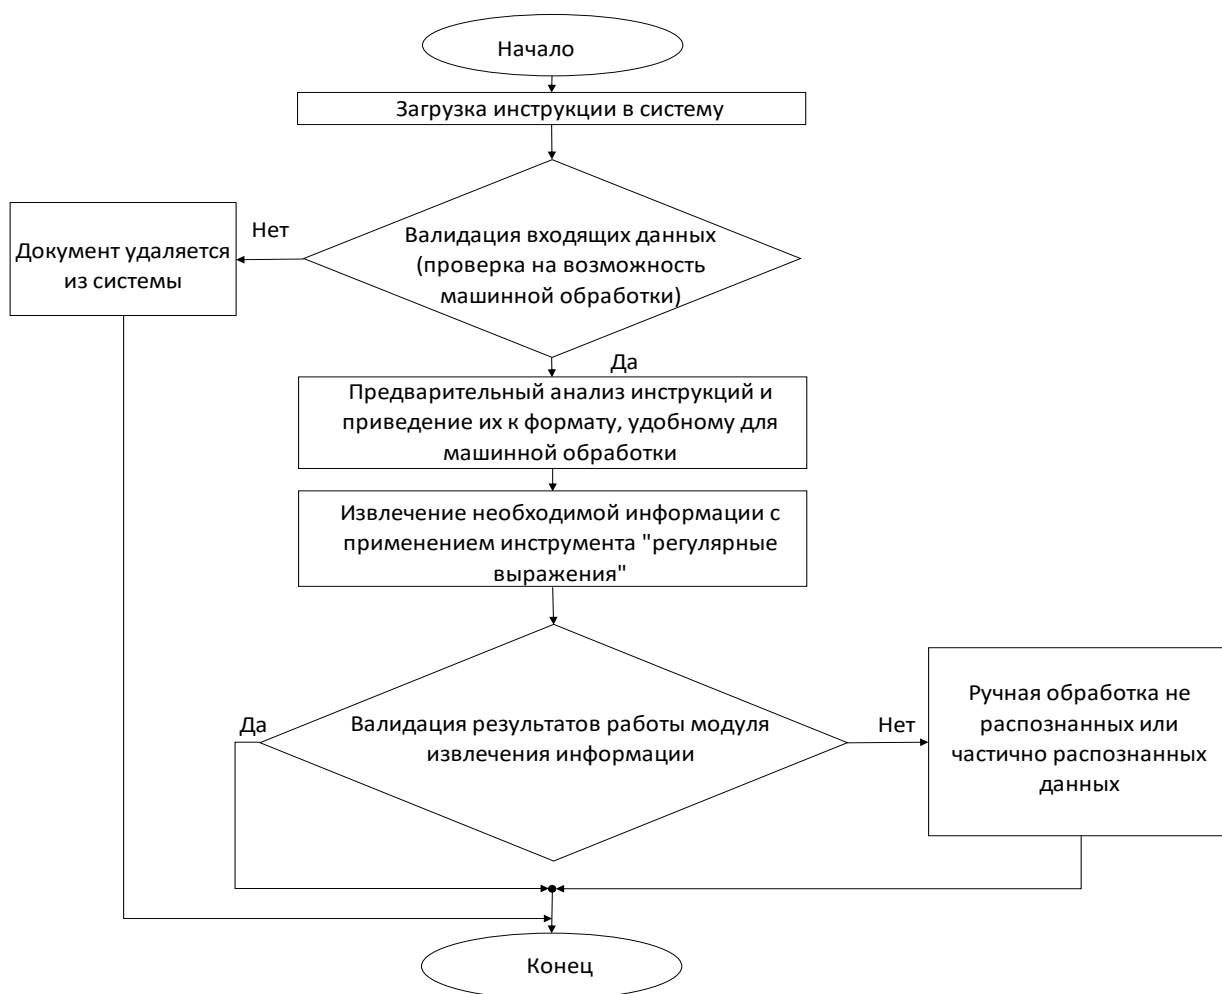 Начало
Загрузка инструкции в систему
Нет
Документ удаляется
из системы
Валидация входящих данных
(проверка на возможность
машинной обработки)
Да
Предварительный анализ инструкций и
приведение их к формату, удобному для
машинной обработки
Извлечение необходимой информации с
применением инструмента "регулярные
выражения"
Да
Валидация результатов работы модуля
извлечения информации
Нет
Ручная обработка не
распознанных или
частично распознанных
данных
Конец